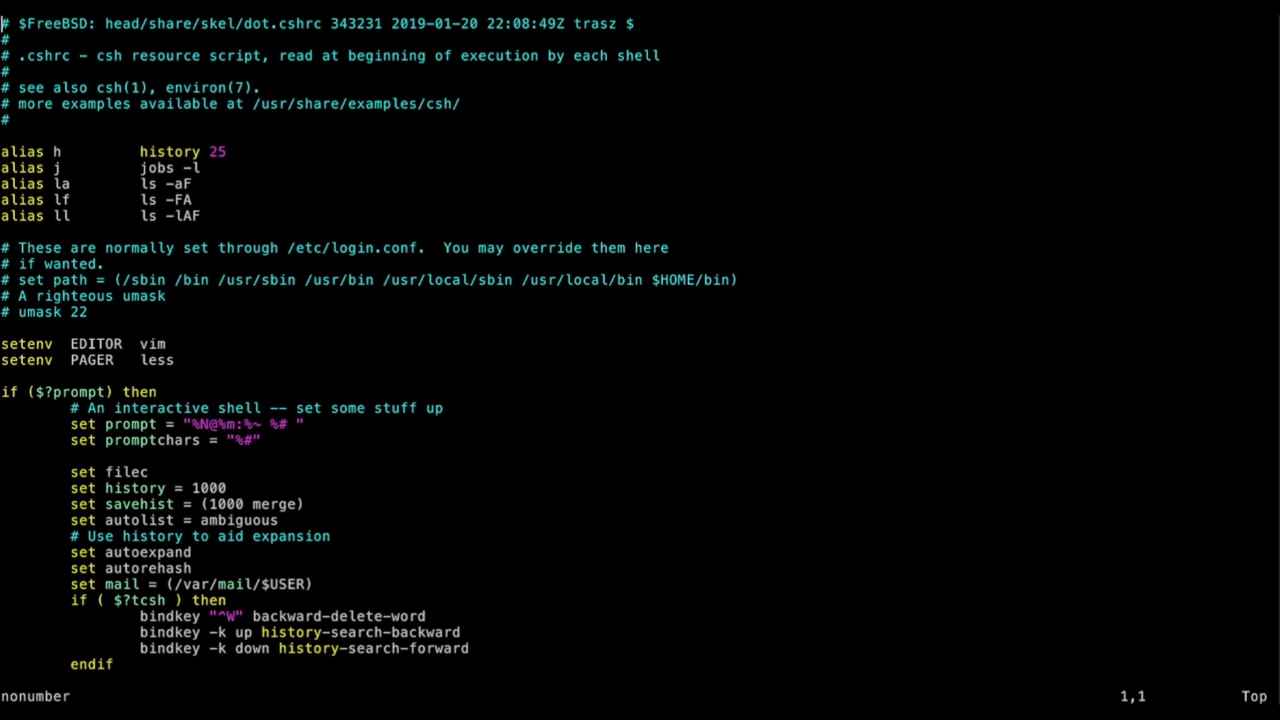 # $FreeBSD: head/share/skel/dot.cshrc 343231 2019-01-20 22:08:49Z trasz $
#
# .cshrc - csh resource script, read at beginning of execution by each shell
#
# see also csh(1), environ(7).
# more examples available at /usr/share/examples/csh/
#
alias h history 25
alias j jobs -l
alias la ls -aF
alias lf ls -FA
alias ll ls -lAF
# These are normally set through /etc/login.conf.  You may override them here
# if wanted.
# set path = (/sbin /bin /usr/sbin /usr/bin /usr/local/sbin /usr/local/bin $HOME/bin)
# A righteous umask
# umask 22
setenv EDITOR vim
setenv PAGER less
if ($?prompt) then
# An interactive shell -- set some stuff up
set prompt = "%N@%m:%~ %# "
set promptchars = "%#"
set filec
set history = 1000
set savehist = (1000 merge)
set autolist = ambiguous
# Use history to aid expansion
set autoexpand
set autorehash
set mail = (/var/mail/$USER)
if ( $?tcsh ) then
bindkey "^W" backward-delete-word
bindkey -k up history-search-backward
bindkey -k down history-search-forward
endif
nonumber 1,1 Top